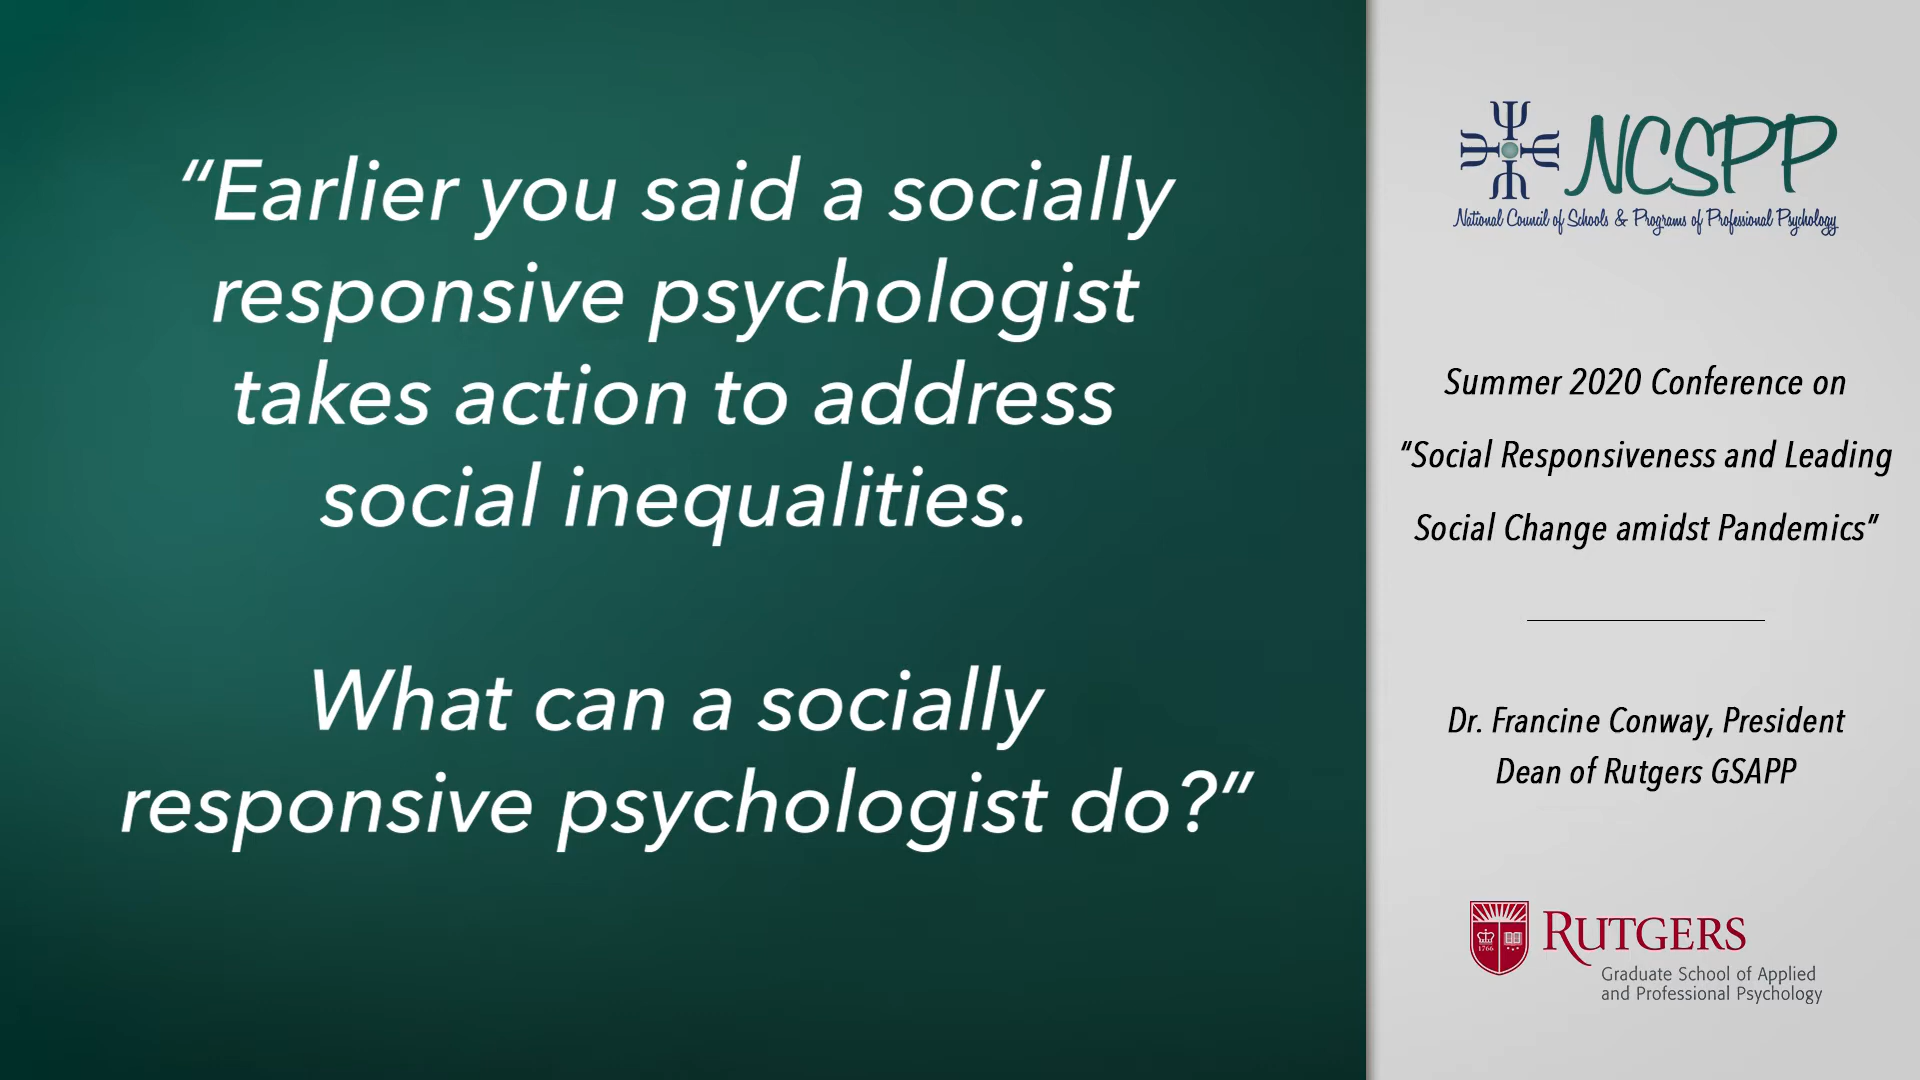 “Earlier you said a socially
responsive psychologist
takes action to address
social inequalities.
What can a socially
responsive psychologist do?”
NCSPP
National Council of Schools & Programs of Professional Psychology
Summer 2020 Conference on
“Social Responsiveness and Leading
Social Change amidst Pandemics”
Dr. Francine Conway, President
Dean of Rutgers GSAPP
1766
RUTGERS
Graduate School of Applied
and Professional Psychology